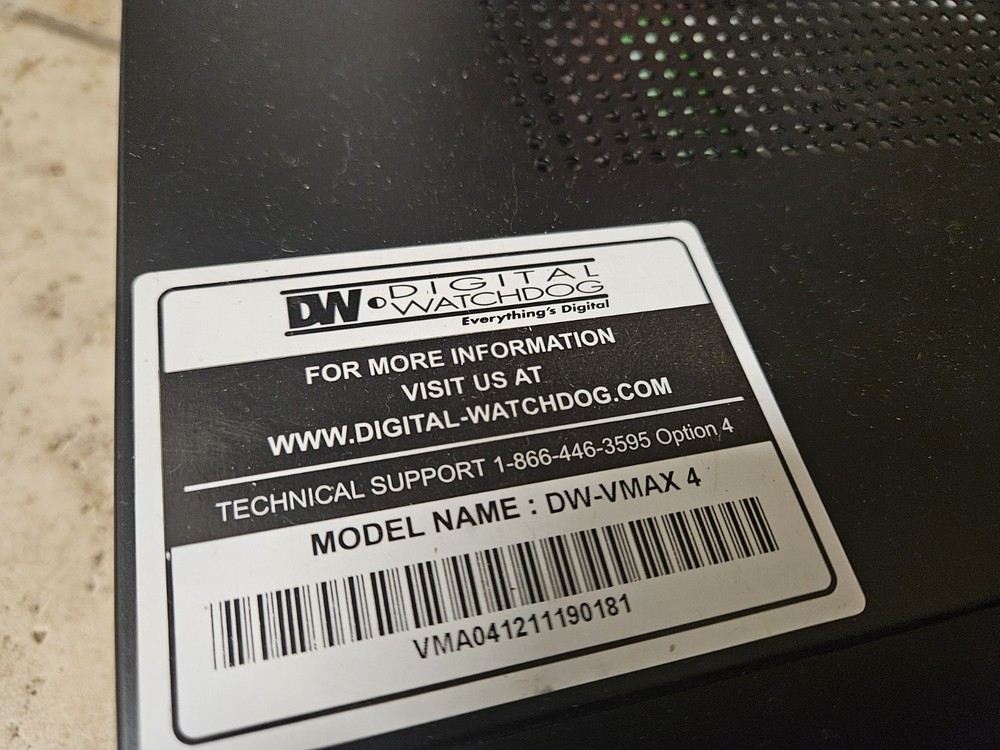 DW DIGITAL
WATCHDOG
Everything's Digital
FOR MORE INFORMATION
VISIT US AT
WWW.DIGITAL-WATCHDOG.COM
TECHNICAL SUPPORT 1-866-446-3595 Option 4
MODEL NAME : DW-VMAX 4
VMA041211190181